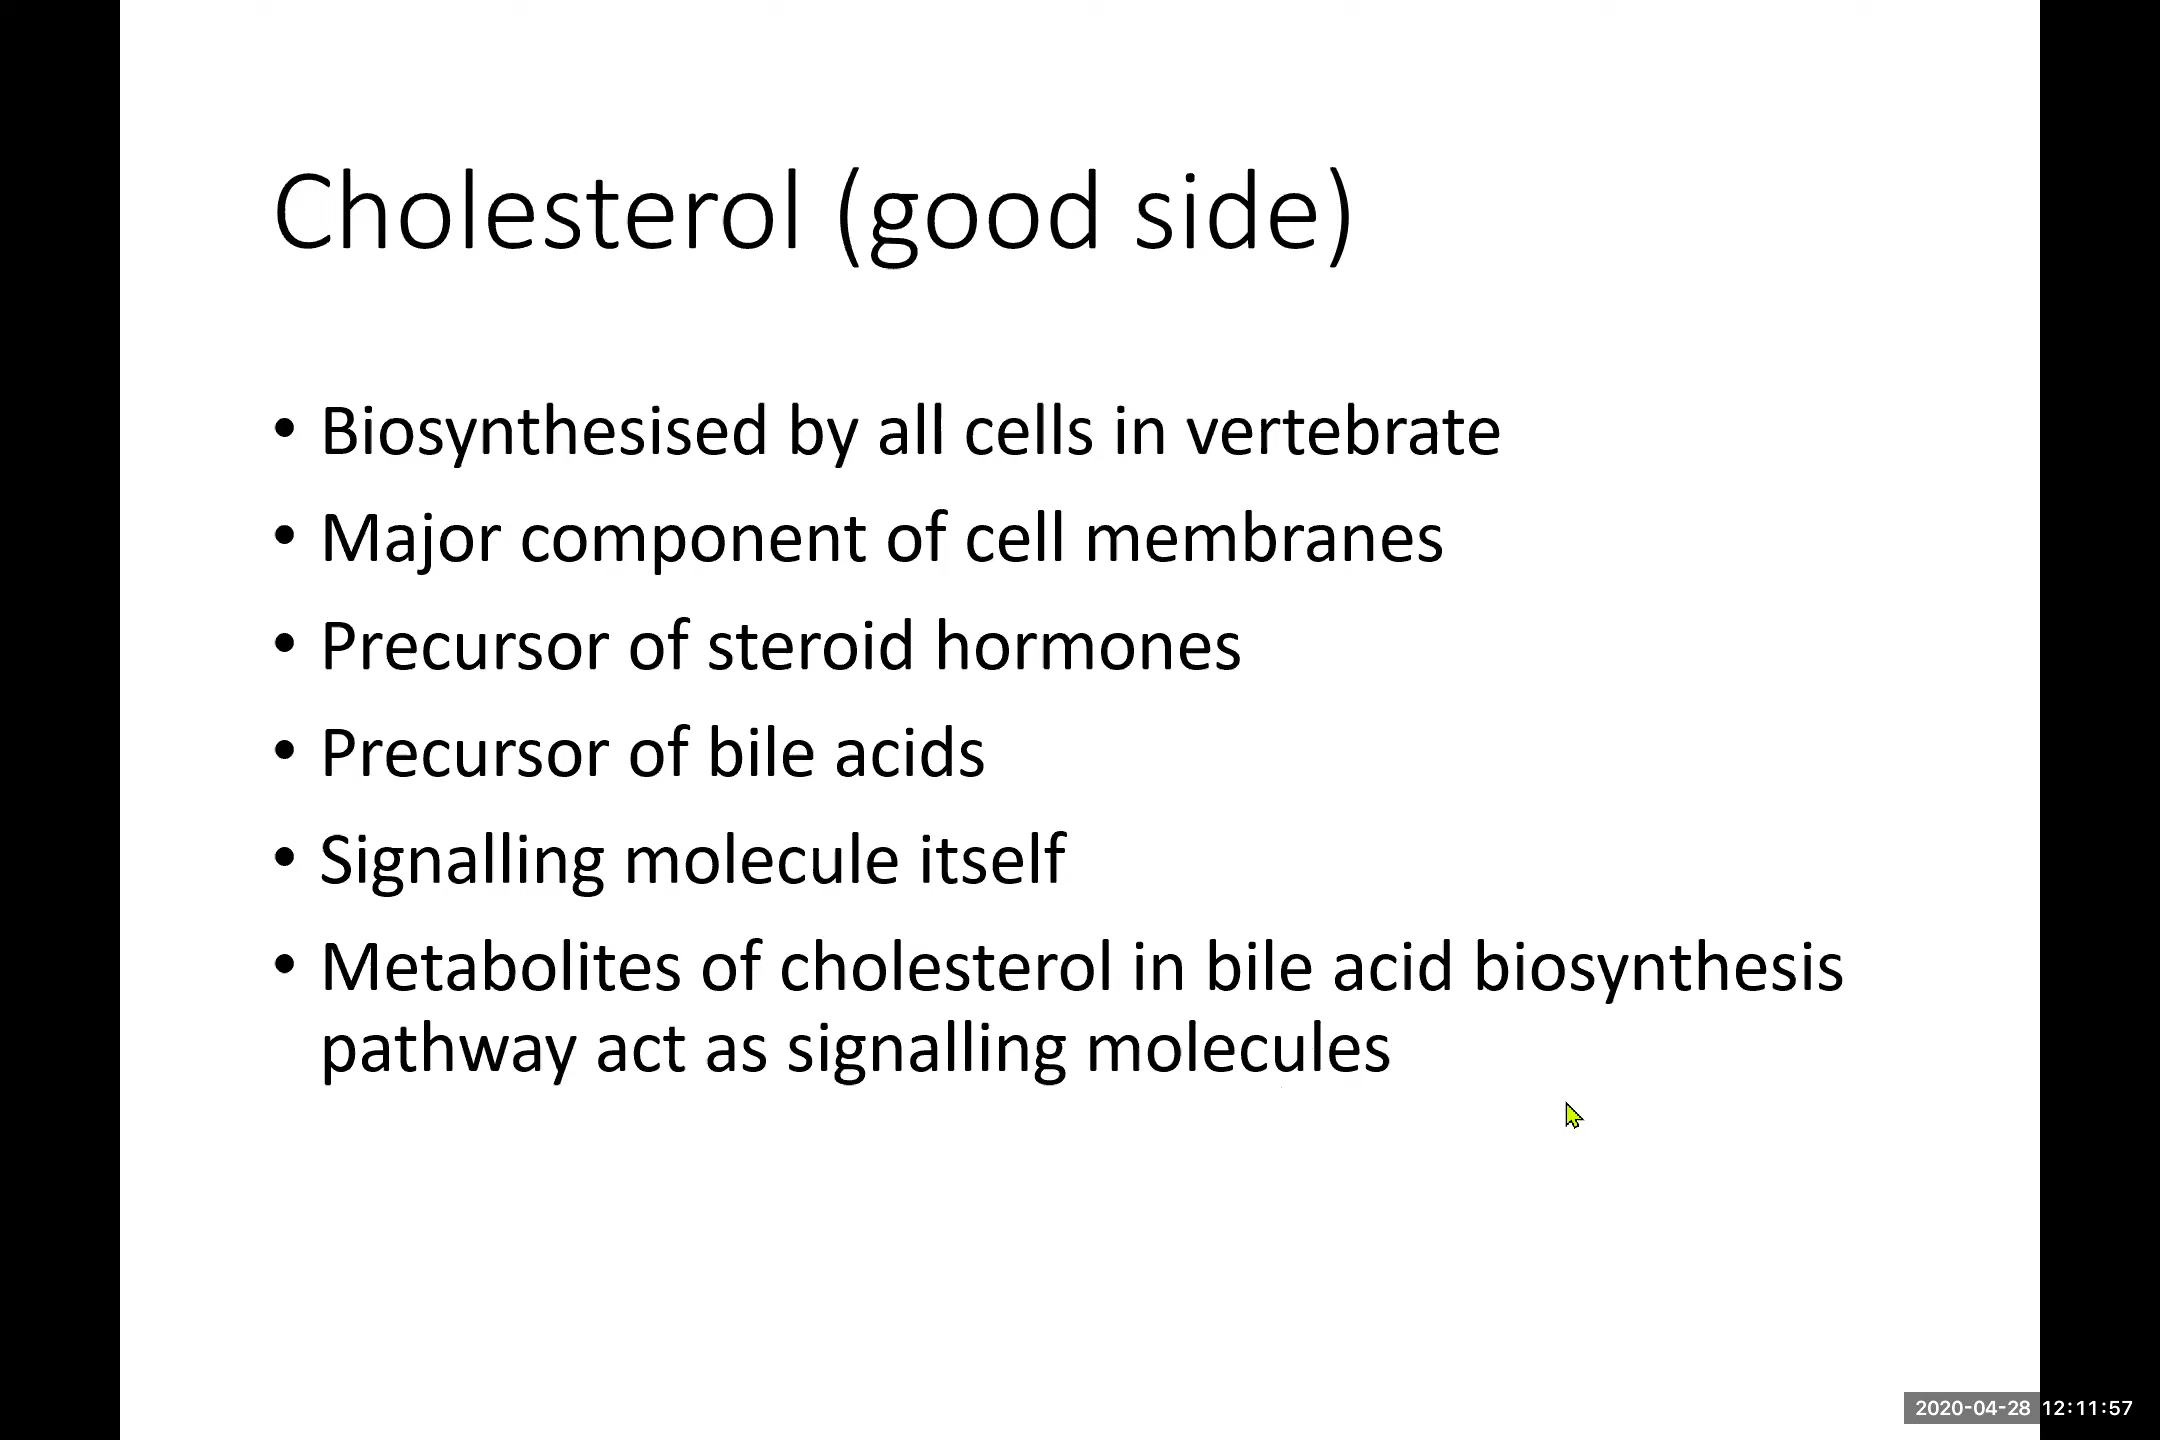 Cholesterol (good side)
• Biosynthesised by all cells in vertebrate
• Major component of cell membranes
• Precursor of steroid hormones
• Precursor of bile acids
• Signalling molecule itself
• Metabolites of cholesterol in bile acid biosynthesis
pathway act as signalling molecules
2020-04-28 12:11:57